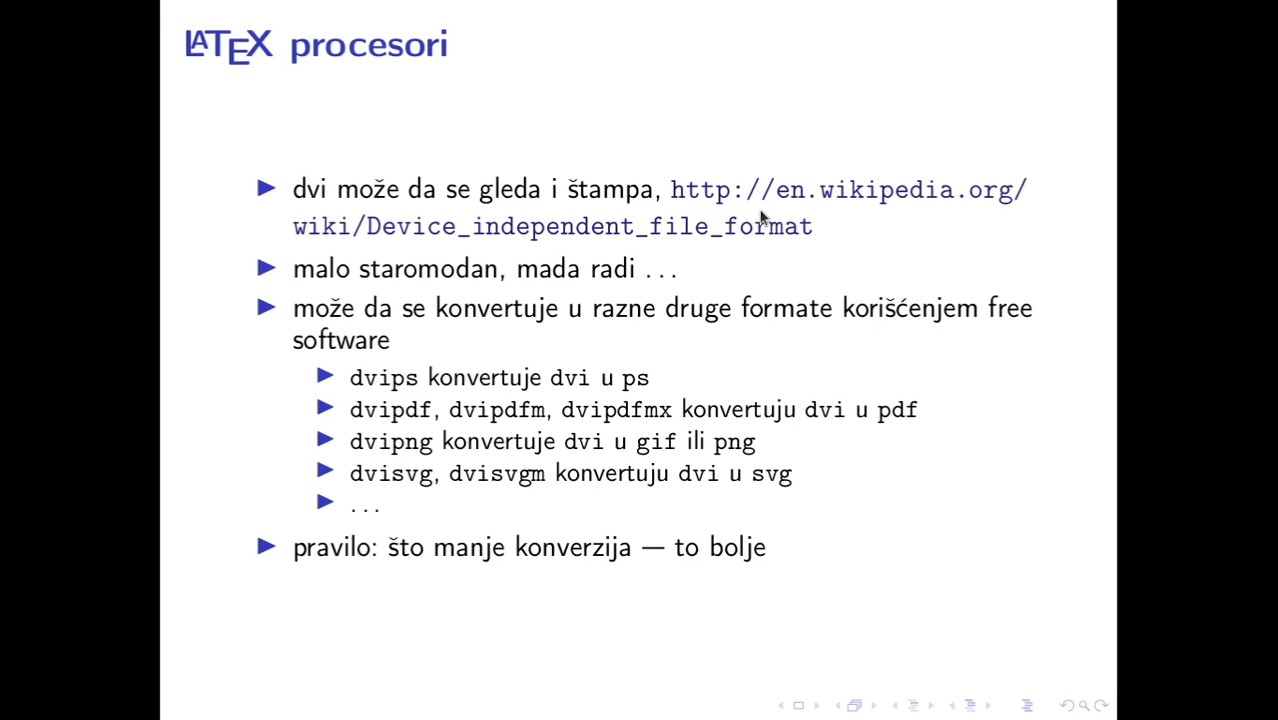 LATEX procesori
dvi može da se gleda i štampa, http://en.wikipedia.org/
wiki/Device_independent_file_format
malo staromodan, mada radi ...
može da se konvertuje u razne druge formate korišćenjem free
software
dvips konvertuje dvi u ps
dvipdf, dvipdfm, dvipdfmx konvertuju dvi u pdf
dvipng konvertuje dvi u gif ili png
dvisvg, dvisvgm konvertuju dvi u svg
...
pravilo: što manje konverzija — to bolje